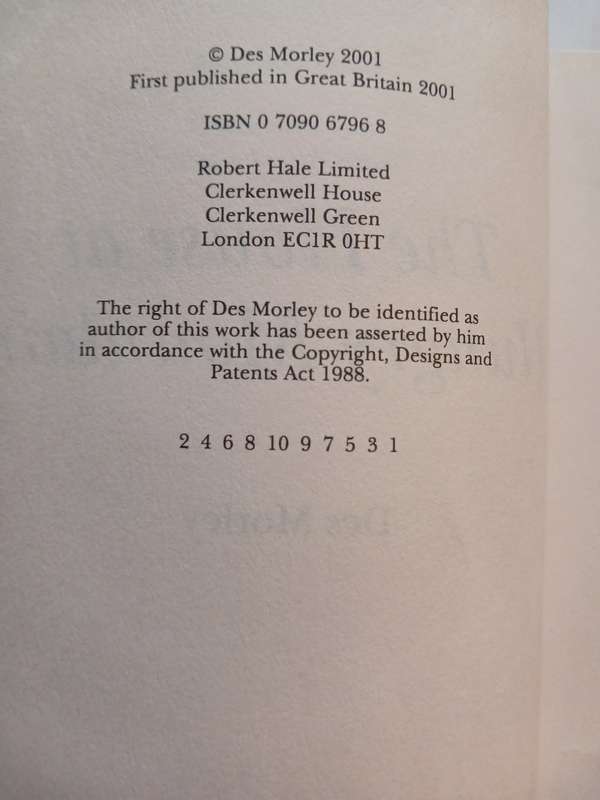 © Des Morley 2001
First published in Great Britain 2001
ISBN 0 7090 6796 8
Robert Hale Limited
Clerkenwell House
Clerkenwell Green
London EC1R 0HT
The right of Des Morley to be identified as
author of this work has been asserted by him
in accordance with the Copyright, Designs and
Patents Act 1988.
2 4 6 8 10 9 7 5 3 1
Des Morley